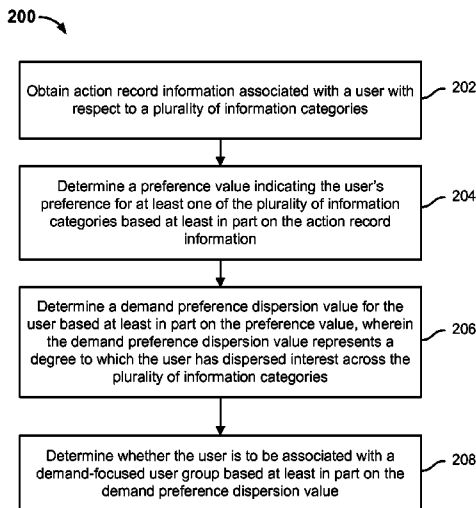 200
Obtain action record information associated with a user with
respect to a plurality of information categories
202
Determine a preference value indicating the user's
preference for at least one of the plurality of information
categories based at least in part on the action record
information
204
Determine a demand preference dispersion value for the
user based at least in part on the preference value, wherein
the demand preference dispersion value represents a
degree to which the user has dispersed interest across the
plurality of information categories
206
Determine whether the user is to be associated with a
demand-focused user group based at least in part on the
demand preference dispersion value
208